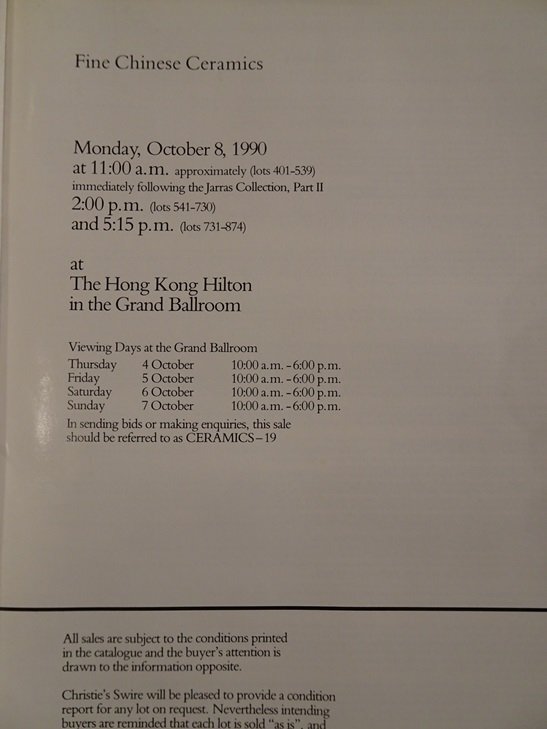 Fine Chinese Ceramics
Monday, October 8, 1990
at 11:00 a.m. approximately (lots 401-539)
immediately following the Jarras Collection, Part II
2:00 p.m. (lots 541-730)
and 5:15 p.m. (lots 731-874)
at
The Hong Kong Hilton
in the Grand Ballroom
Viewing Days at the Grand Ballroom
Thursday 4 October 10:00 a.m. - 6:00 p.m.
Friday 5 October 10:00 a.m. - 6:00 p.m.
Saturday 6 October 10:00 a.m. - 6:00 p.m.
Sunday 7 October 10:00 a.m. - 6:00 p.m.
In sending bids or making enquiries, this sale
should be referred to as CERAMICS – 19
All sales are subject to the conditions printed
in the catalogue and the buyer's attention is
drawn to the information opposite.
Christie's Swire will be pleased to provide a condition
report for any lot on request. Nevertheless intending
buyers are reminded that each lot is sold "as is", and